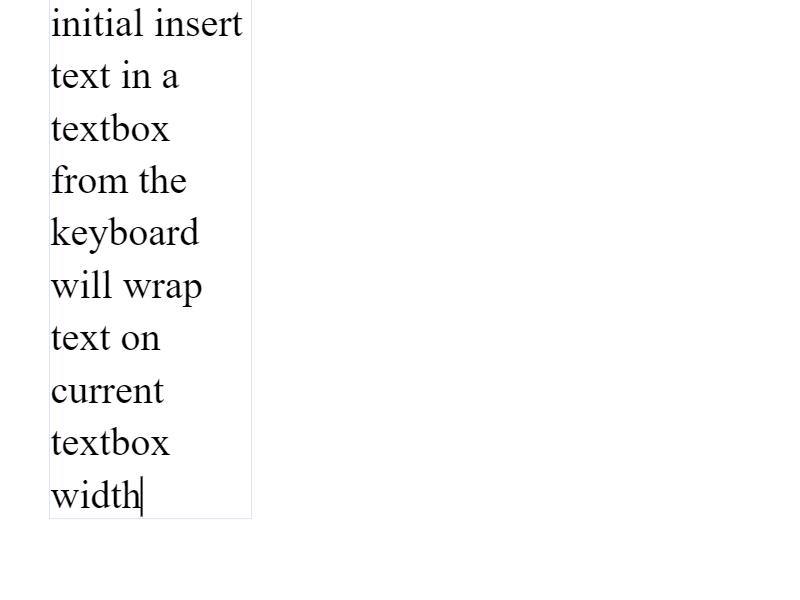 initial insert
text in a
textbox
from the
keyboard
will wrap
text on
current
textbox
width